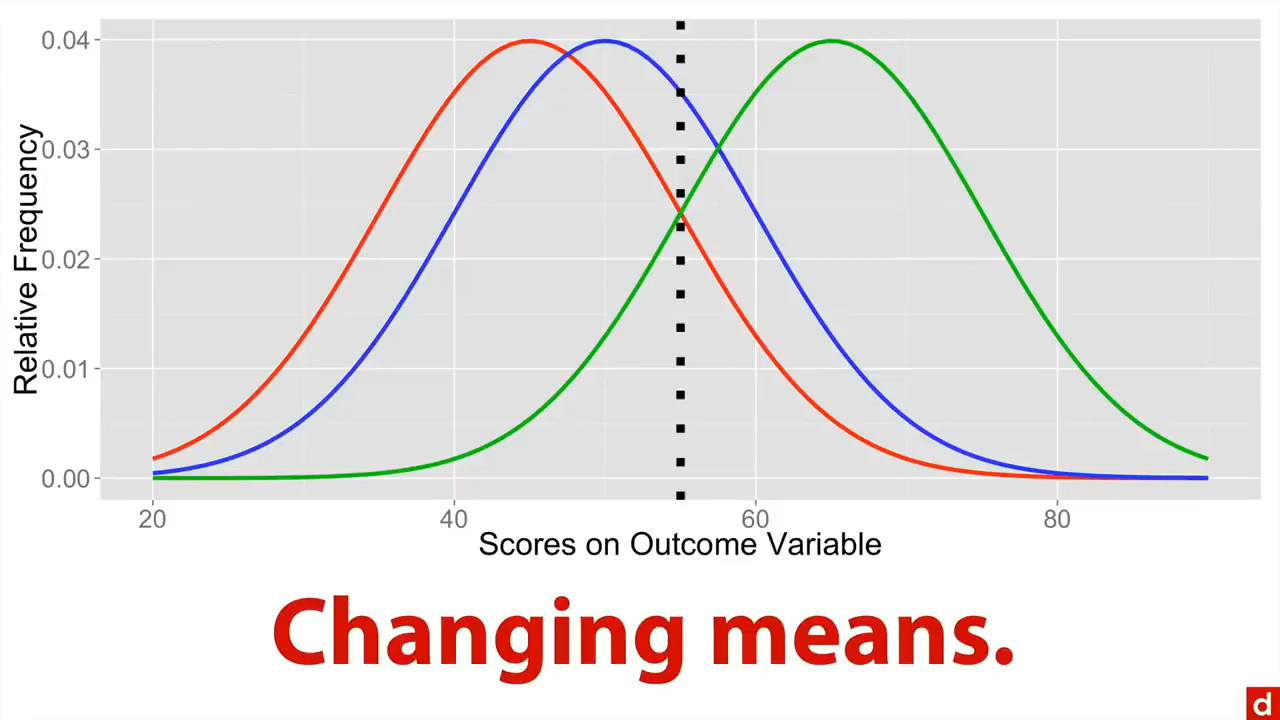 0.04
0.03
0.02
0.01
0.00
Relative Frequency
20 40 60 80
Scores on Outcome Variable
Changing means.
d